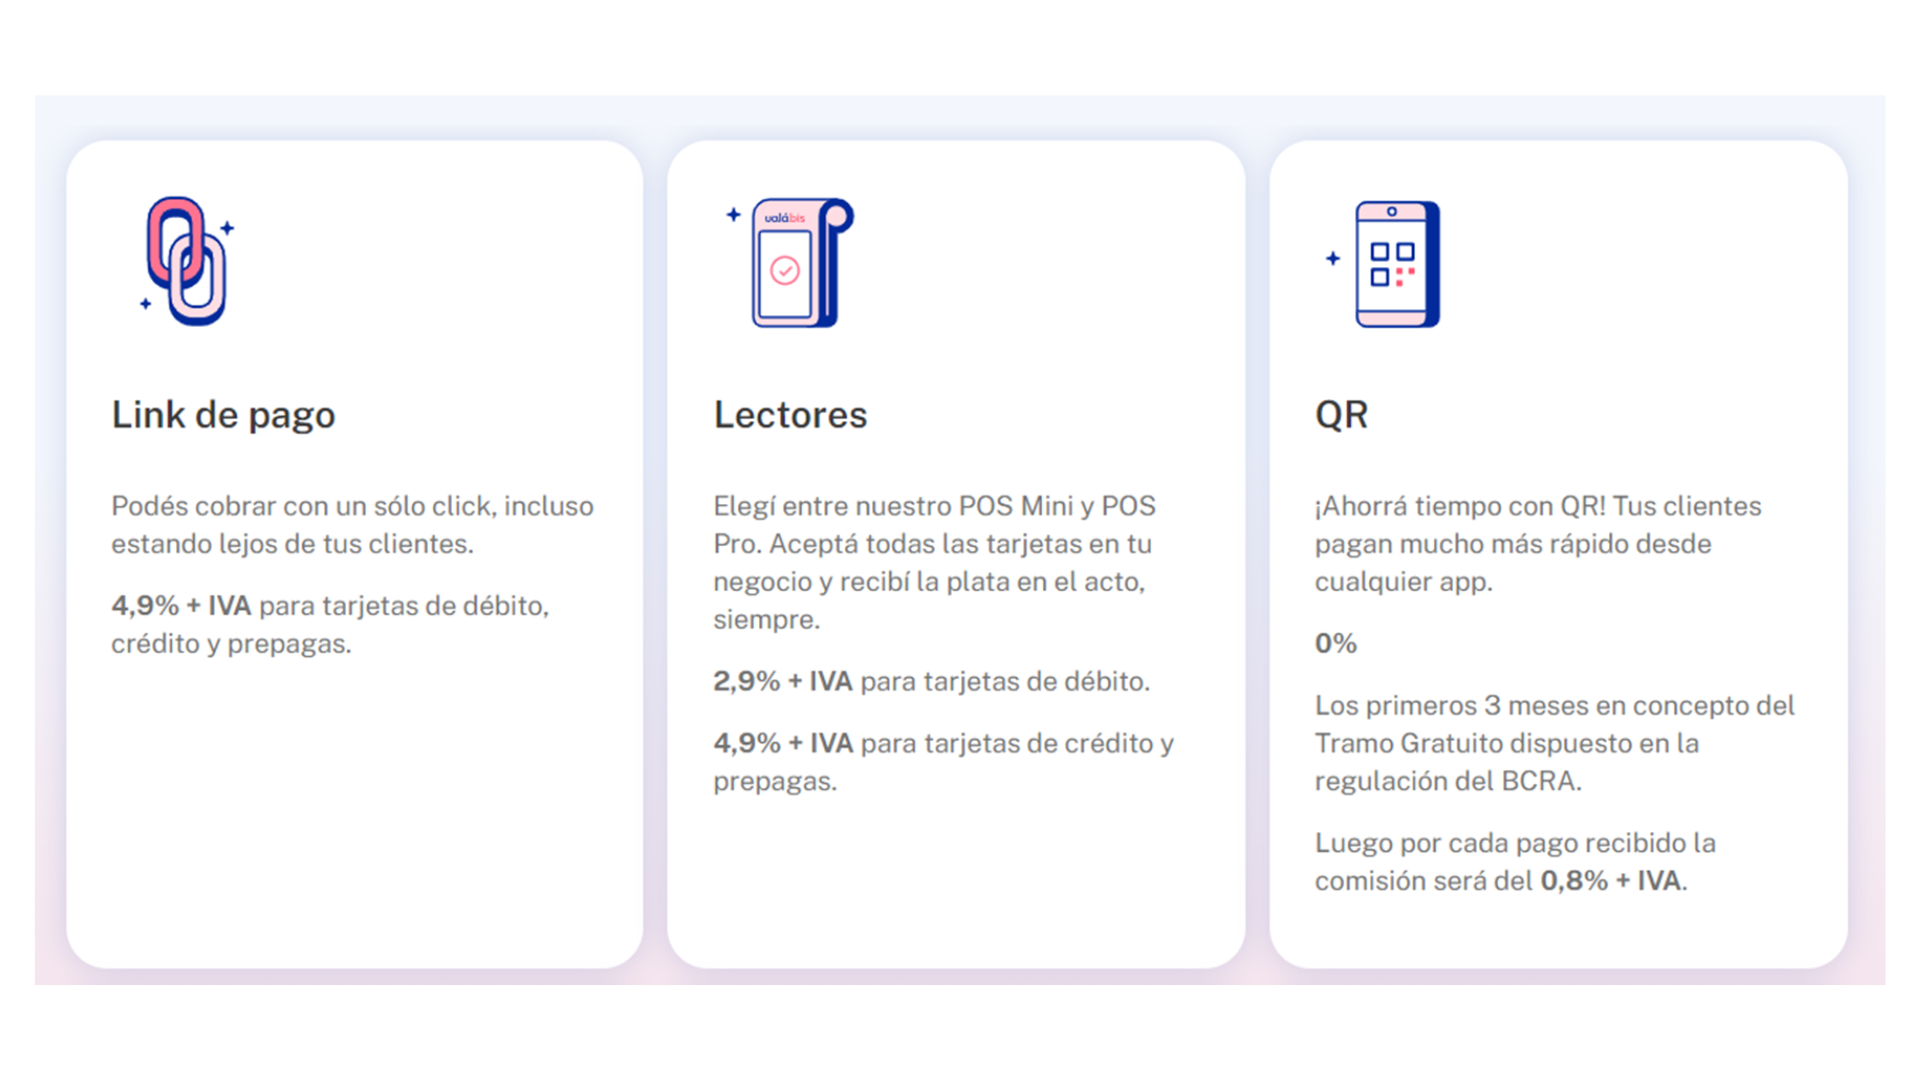 Link de pago
Podés cobrar con un sólo click, incluso
estando lejos de tus clientes.
4,9% + IVA para tarjetas de débito,
crédito y prepagas.
ualábis
Lectores
Elegí entre nuestro POS Mini y POS
Pro. Aceptá todas las tarjetas en tu
negocio y recibí la plata en el acto,
siempre.
2,9% + IVA para tarjetas de débito.
4,9% + IVA para tarjetas de crédito y
prepagas.
QR
¡Ahorrá tiempo con QR! Tus clientes
pagan mucho más rápido desde
cualquier app.
0%
Los primeros 3 meses en concepto del
Tramo Gratuito dispuesto en la
regulación del BCRA.
Luego por cada pago recibido la
comisión será del 0,8% + IVA.